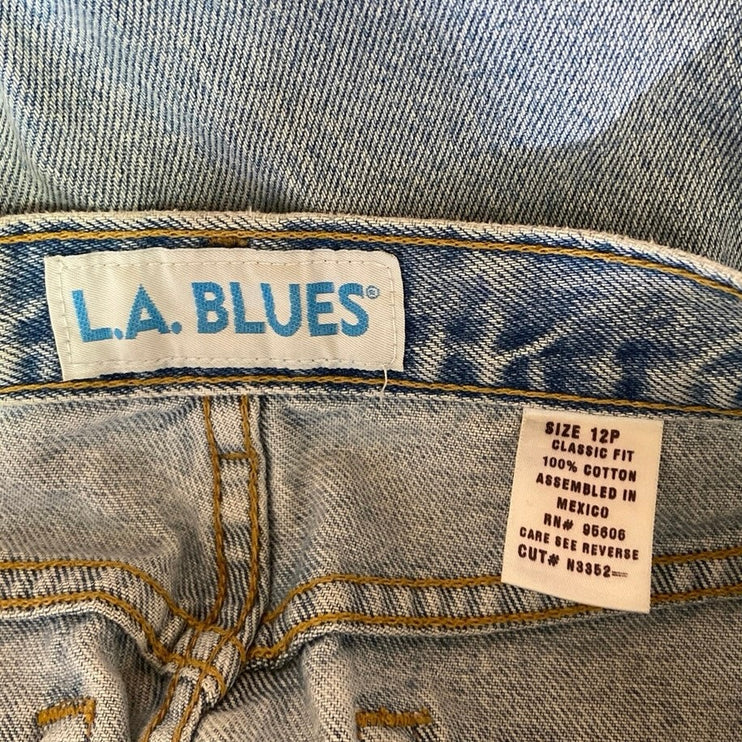 L.A. BLUES®
SIZE 12P
CLASSIC FIT
100% COTTON
ASSEMBLED IN
MEXICO
RN# 95606
CARE SEE REVERSE
CUT# N3352